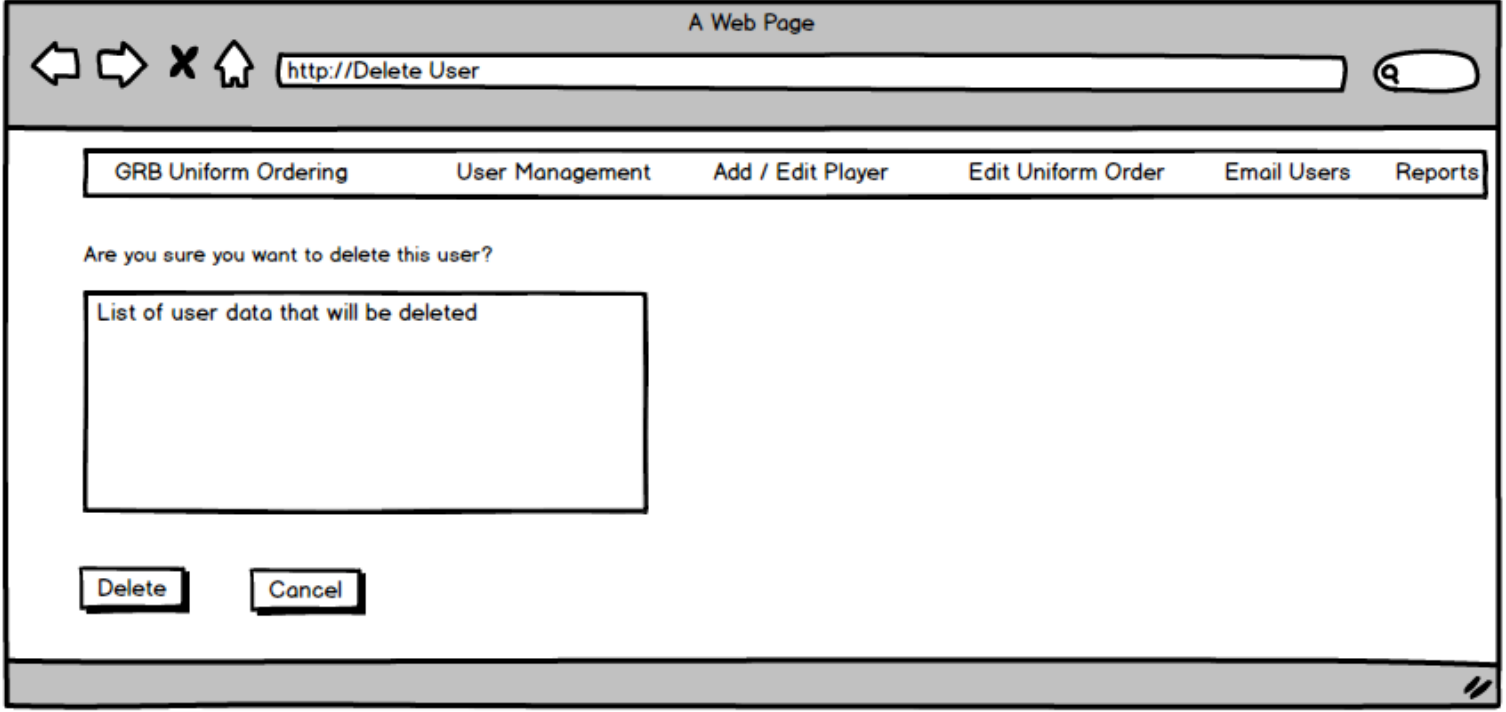 A Web Page
http://Delete User
GRB Uniform Ordering User Management Add / Edit Player Edit Uniform Order Email Users Reports
Are you sure you want to delete this user?
List of user data that will be deleted
Delete Cancel